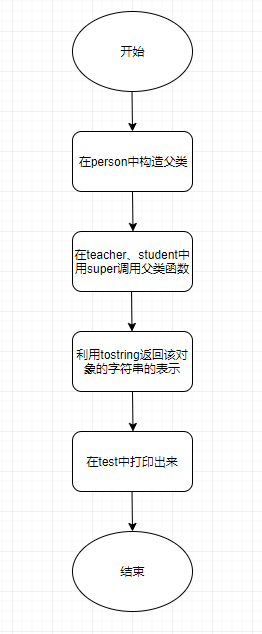 开始
在person中构造父类
在teacher、student中
用super调用父类函数
利用tostring返回该对
象的字符串的表示
在test中打印出来
结束